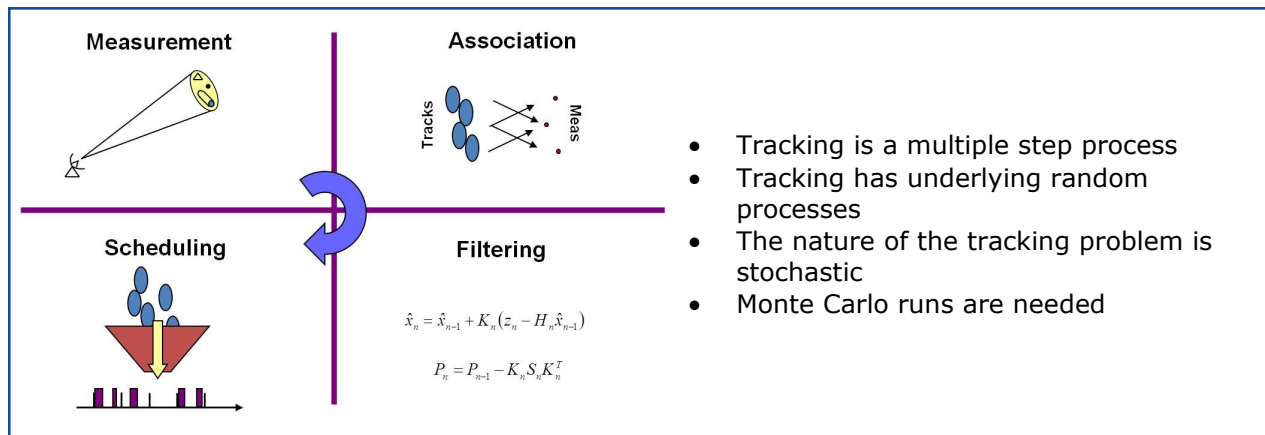 Measurement
Association
Tracks
Meas
Scheduling
Filtering
x̂ₙ = x̂ₙ₋₁ + Kₙ(zₙ − Hₙx̂ₙ₋₁)
Pₙ = Pₙ₋₁ − KₙSₙKₙᵀ
• Tracking is a multiple step process
• Tracking has underlying random
processes
• The nature of the tracking problem is
stochastic
• Monte Carlo runs are needed